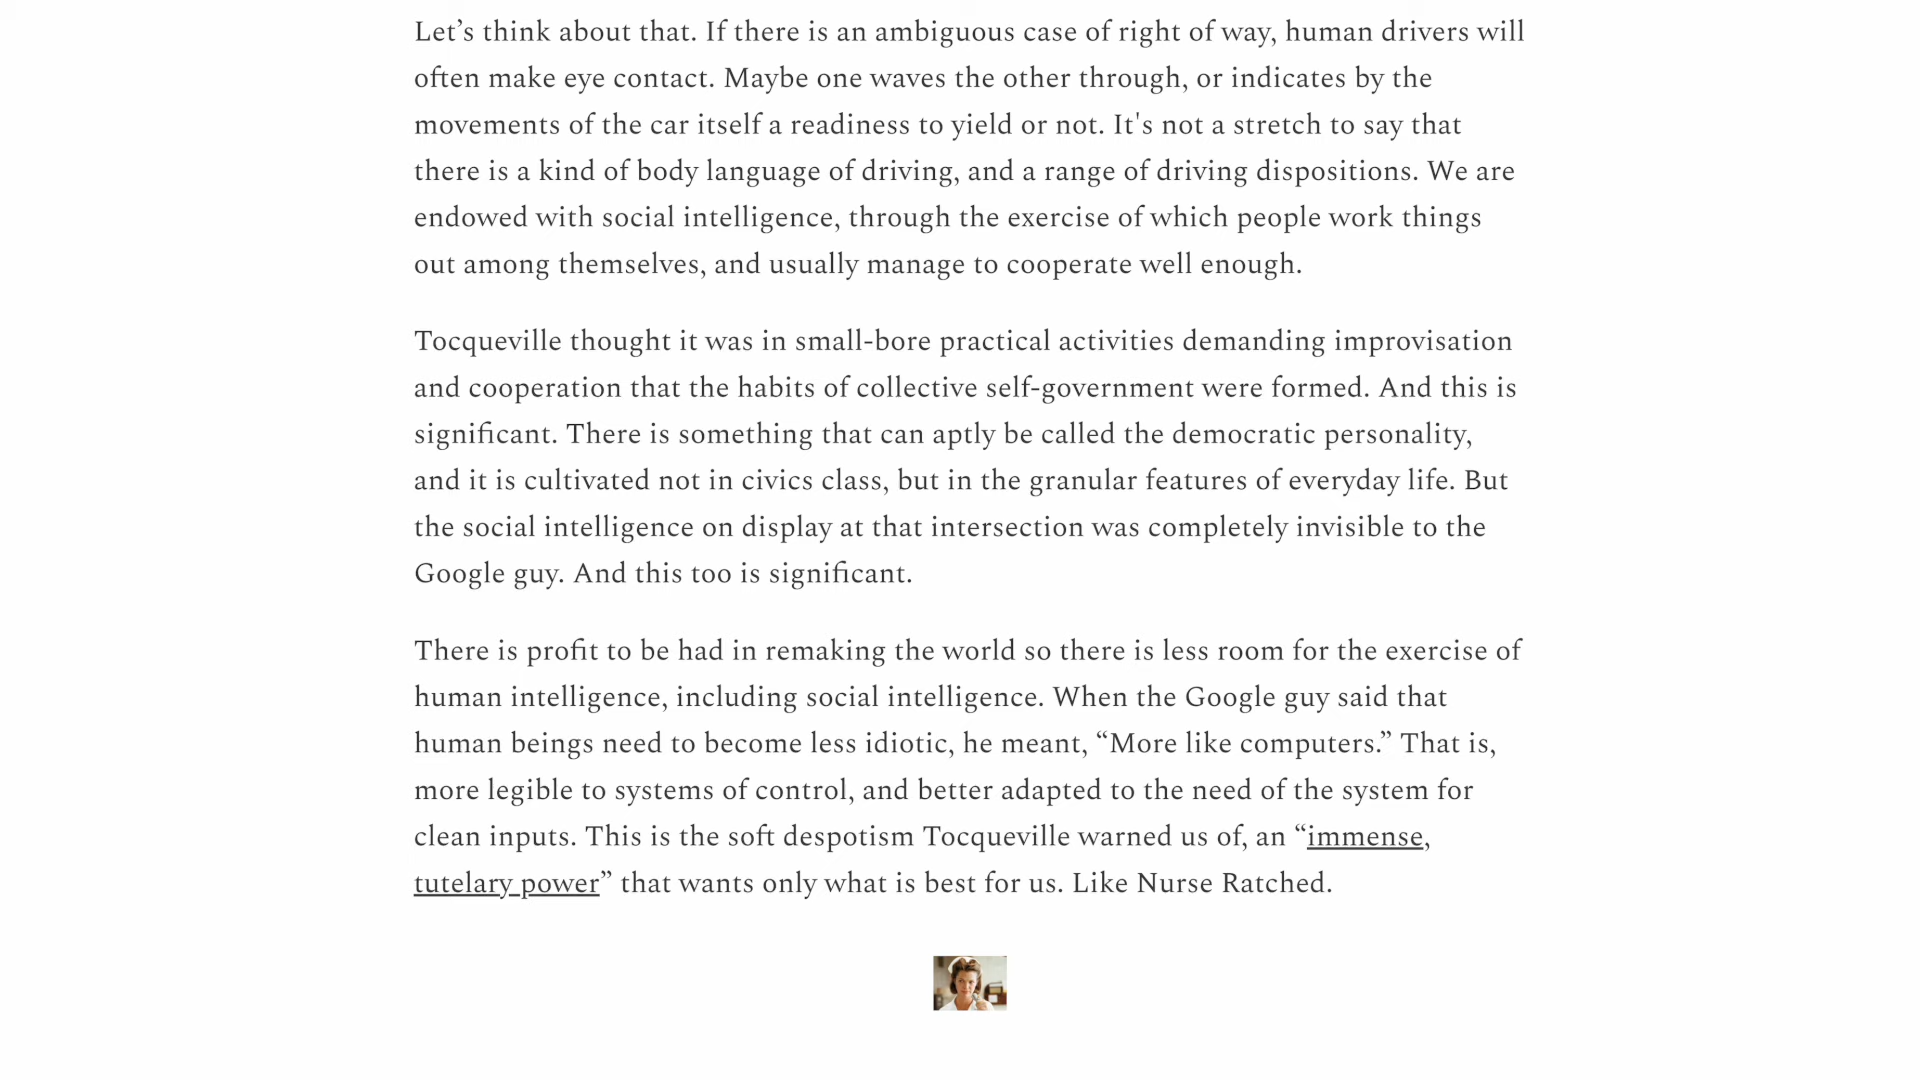 Let’s think about that. If there is an ambiguous case of right of way, human drivers will
often make eye contact. Maybe one waves the other through, or indicates by the
movements of the car itself a readiness to yield or not. It's not a stretch to say that
there is a kind of body language of driving, and a range of driving dispositions. We are
endowed with social intelligence, through the exercise of which people work things
out among themselves, and usually manage to cooperate well enough.
Tocqueville thought it was in small-bore practical activities demanding improvisation
and cooperation that the habits of collective self-government were formed. And this is
significant. There is something that can aptly be called the democratic personality,
and it is cultivated not in civics class, but in the granular features of everyday life. But
the social intelligence on display at that intersection was completely invisible to the
Google guy. And this too is significant.
There is profit to be had in remaking the world so there is less room for the exercise of
human intelligence, including social intelligence. When the Google guy said that
human beings need to become less idiotic, he meant, “More like computers.” That is,
more legible to systems of control, and better adapted to the need of the system for
clean inputs. This is the soft despotism Tocqueville warned us of, an “immense,
tutelary power” that wants only what is best for us. Like Nurse Ratched.